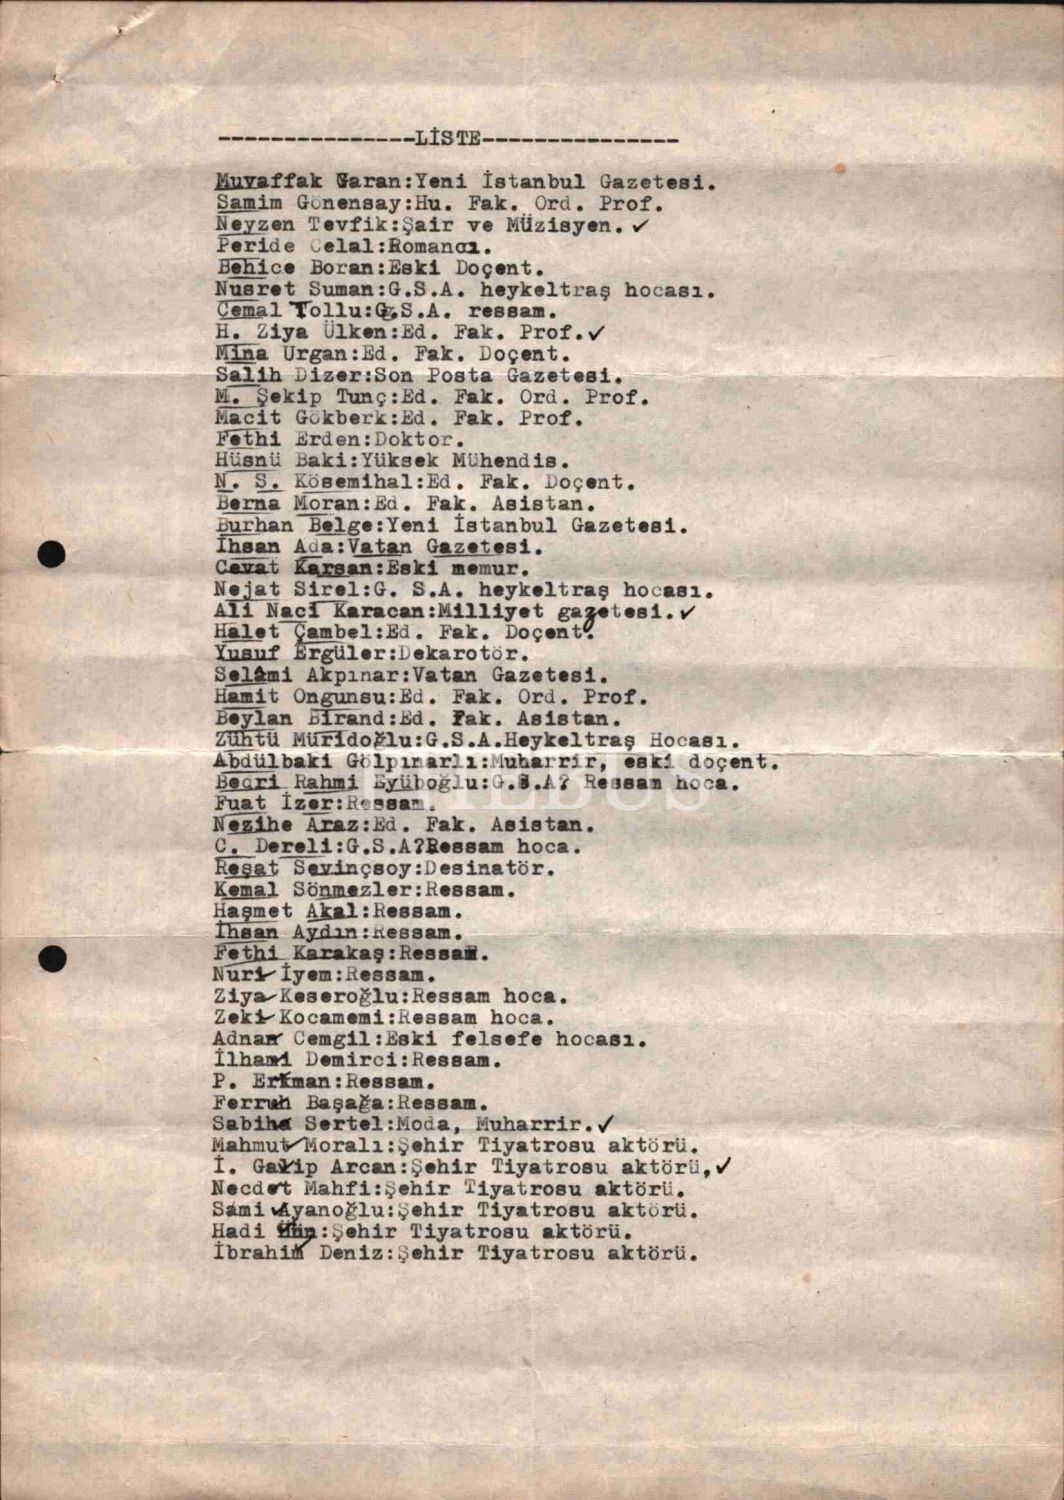 ---------------LİSTE---------------
Muvaffak Garan:Yeni İstanbul Gazetesi.
Samim Gönensay:Hu. Fak. Ord. Prof.
Neyzen Tevfik:Şair ve Müzisyen. ✓
Peride Celal:Romancı.
Behice Boran:Eski Doçent.
Nusret Suman:G.S.A. heykeltraş hocası.
Cemal Tollu:G.S.A. ressam.
H. Ziya Ülken:Ed. Fak. Prof. ✓
Mina Urgan:Ed. Fak. Doçent.
Salih Dizer:Son Posta Gazetesi.
M. Şekip Tunç:Ed. Fak. Ord. Prof.
Macit Gökberk:Ed. Fak. Prof.
Fethi Erden:Doktor.
Hüsnü Baki:Yüksek Mühendis.
N. S. Kösemihal:Ed. Fak. Doçent.
Berna Moran:Ed. Fak. Asistan.
Burhan Belge:Yeni İstanbul Gazetesi.
İhsan Ada:Vatan Gazetesi.
Cevat Karsan:Eski memur.
Nejat Sirel:G. S.A. heykeltraş hocası.
Ali Naci Karacan:Milliyet gazetesi. ✓
Halet Çambel:Ed. Fak. Doçent.
Yusuf Ergüler:Dekarotör.
Selâmi Akpınar:Vatan Gazetesi.
Hamit Ongunsu:Ed. Fak. Ord. Prof.
Beylan Birand:Ed. Fak. Asistan.
Zühtü Müridoğlu:G.S.A.Heykeltraş Hocası.
Abdülbaki Gölpınarlı:Muharrir, eski doçent.
Bedri Rahmi Eyüboğlu:G.S.A? Ressam hoca.
Fuat İzer:Ressam.
Nezihe Araz:Ed. Fak. Asistan.
C. Dereli:G.S.A?Ressam hoca.
Reşat Sevinçsoy:Desinatör.
Kemal Sönmezler:Ressam.
Haşmet Akal:Ressam.
İhsan Aydın:Ressam.
Fethi Karakaş:Ressam.
Nuri İyem:Ressam.
Ziya Keseroğlu:Ressam hoca.
Zeki Kocamemi:Ressam hoca.
Adnan Cemgil:Eski felsefe hocası.
İlhami Demirci:Ressam.
P. Erkman:Ressam.
Ferruh Başağa:Ressam.
Sabiha Sertel:Moda, Muharrir. ✓
Mahmut Moralı:Şehir Tiyatrosu aktörü.
İ. Galip Arcan:Şehir Tiyatrosu aktörü, ✓
Necdet Mahfi:Şehir Tiyatrosu aktörü.
Sami Ayanoğlu:Şehir Tiyatrosu aktörü.
Hadi Hün:Şehir Tiyatrosu aktörü.
İbrahim Deniz:Şehir Tiyatrosu aktörü.